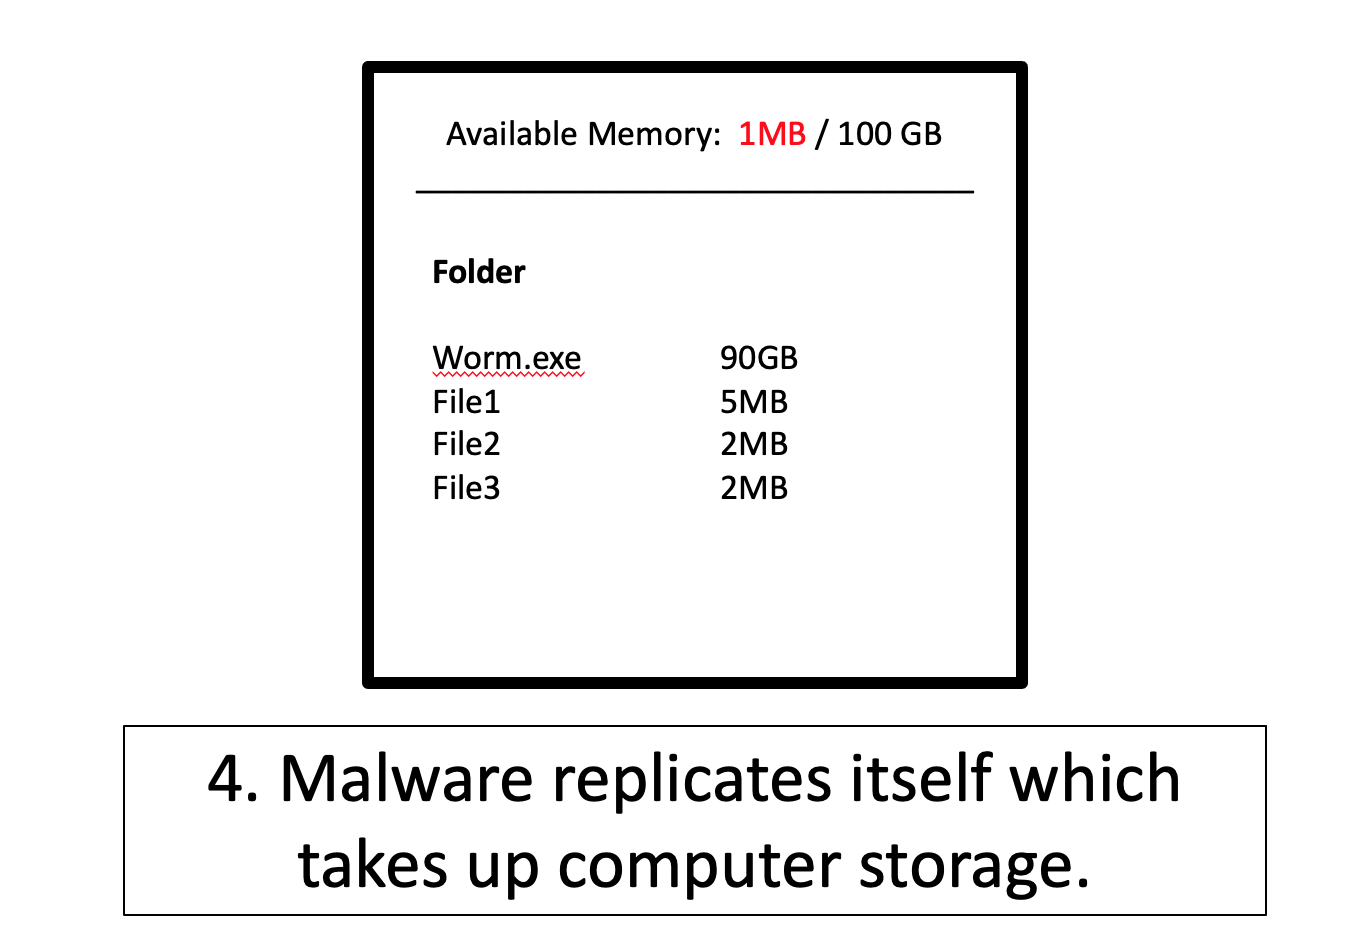 Available Memory: 1MB / 100 GB
Folder
Worm.exe 90GB
File1 5MB
File2 2MB
File3 2MB
4. Malware replicates itself which
takes up computer storage.